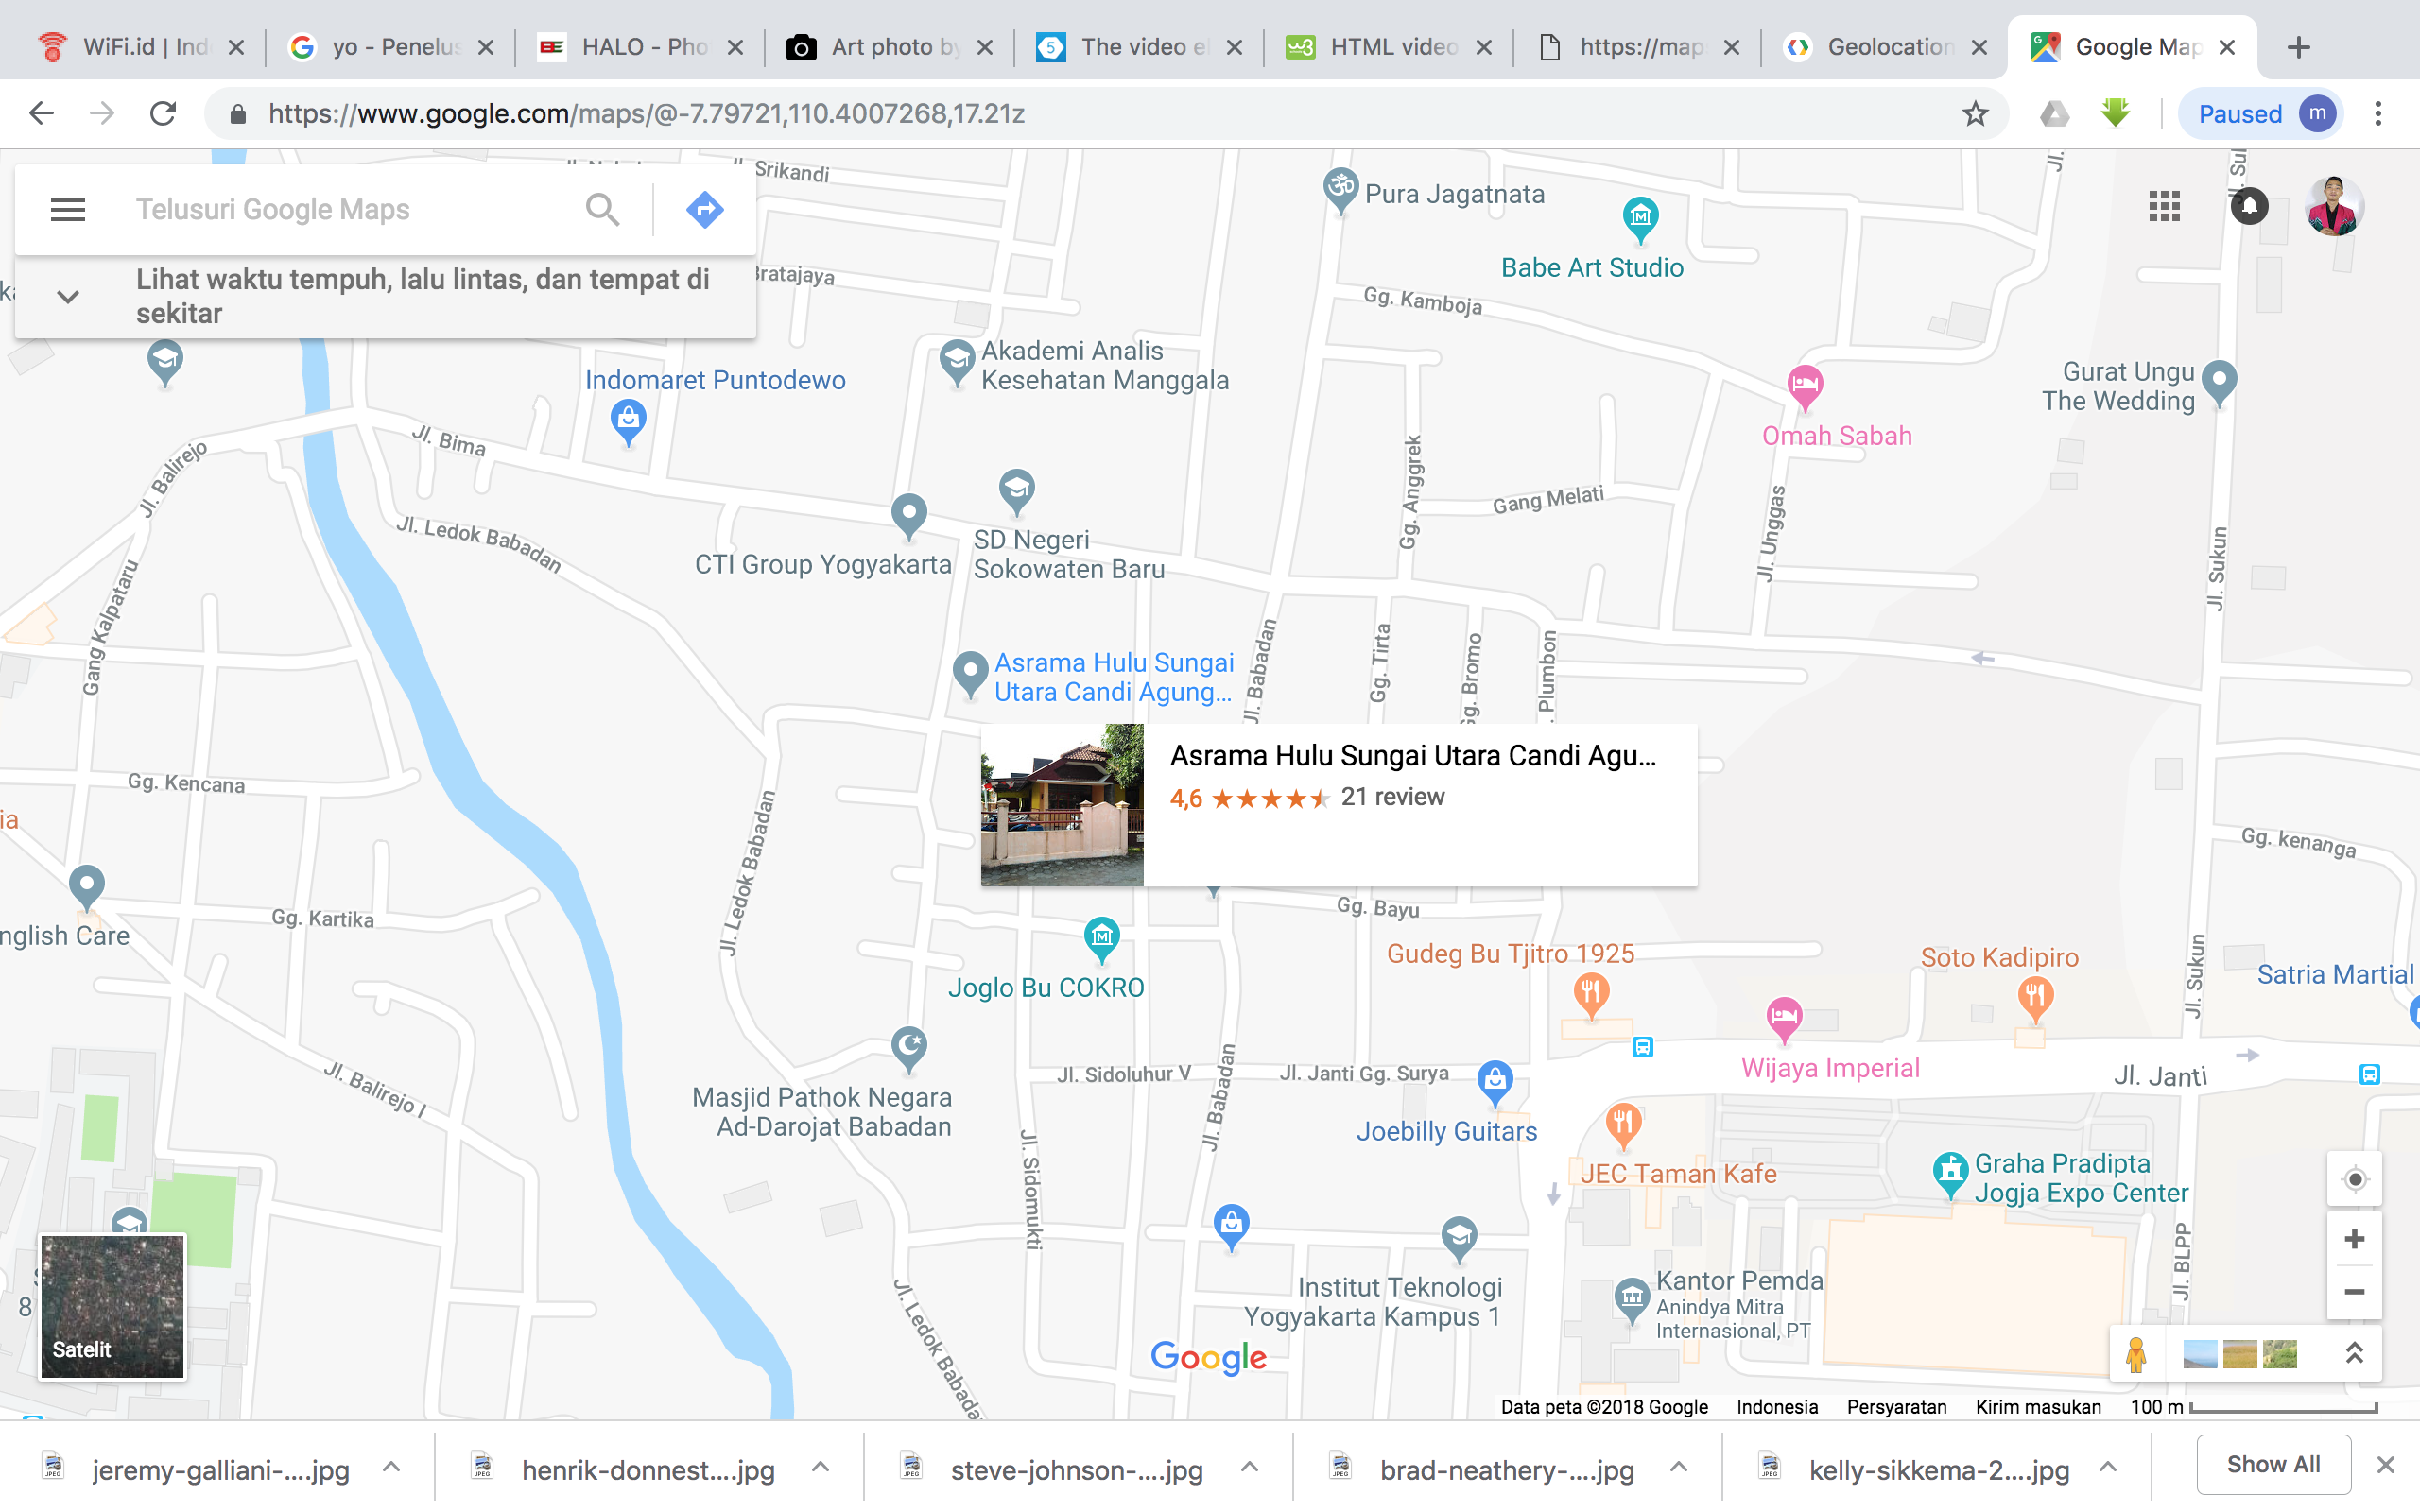 WiFi.id | Ind
yo - Penelus
HALO - Pho
Art photo by
The video el
HTML video
https://map
Geolocation
Google Map
https://www.google.com/maps/@-7.79721,110.4007268,17.21z
Paused
m
Telusuri Google Maps
Lihat waktu tempuh, lalu lintas, dan tempat di
sekitar
Srikandi
Bratajaya
Pura Jagatnata
Babe Art Studio
Gg. Kamboja
Jl.
Jl. Su
Akademi Analis
Kesehatan Manggala
Indomaret Puntodewo
Gurat Ungu
The Wedding
Omah Sabah
Jl. Bima
Jl. Balirejo
Jl. Ledok Babadan
Gg. Anggrek
Gang Melati
Jl. Unggas
Jl. Sukun
CTI Group Yogyakarta
SD Negeri
Sokowaten Baru
Gang Kalpataru
Asrama Hulu Sungai
Utara Candi Agung...
Jl. Babadan
Gg. Tirta
Gg. Bromo
Plumbon
Asrama Hulu Sungai Utara Candi Agu...
4,6
21 review
Gg. Kencana
ia
Jl. Ledok Babadan
Gg. kenanga
nglish Care
Gg. Kartika
Gg. Bayu
Gudeg Bu Tjitro 1925
Soto Kadipiro
Jl. Sukun
Satria Martial
Joglo Bu COKRO
Wijaya Imperial
Jl. Janti
Jl. Balirejo I
Masjid Pathok Negara
Ad-Darojat Babadan
Jl. Sidoluhur V
Jl. Babadan
Jl. Janti Gg. Surya
Joebilly Guitars
JEC Taman Kafe
Graha Pradipta
Jogja Expo Center
Jl. Sidomukti
Jl. BLPP
Institut Teknologi
Yogyakarta Kampus 1
Kantor Pemda
Anindya Mitra
Internasional, PT
Jl. Ledok Babada
8
Satelit
Google
Data peta ©2018 Google
Indonesia
Persyaratan
Kirim masukan
100 m
jeremy-galliani-....jpg
henrik-donnest....jpg
steve-johnson-....jpg
brad-neathery-....jpg
kelly-sikkema-2....jpg
Show All